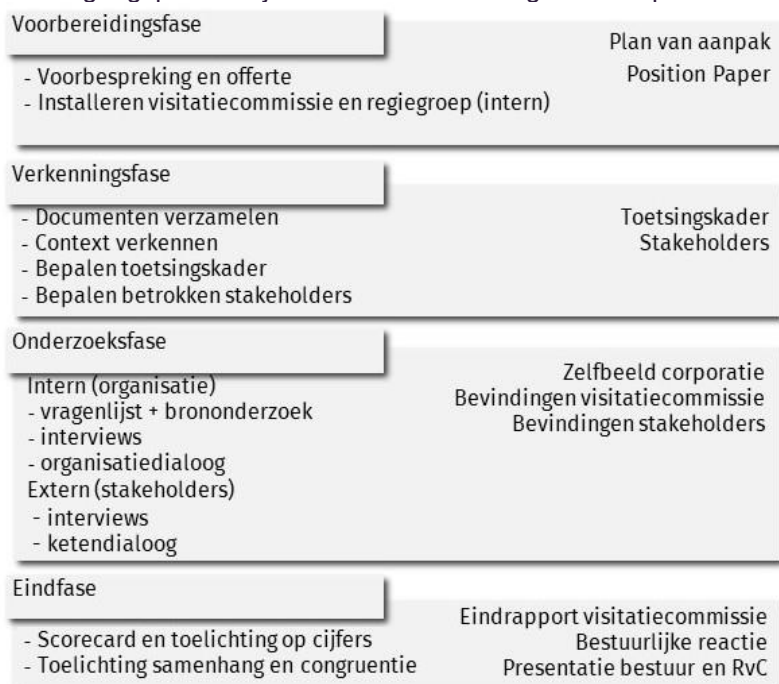 Voorbereidingsfase
Plan van aanpak
Position Paper
- Voorbespreking en offerte
- Installeren visitatiecommissie en regiegroep (intern)
Verkenningsfase
- Documenten verzamelen
- Context verkennen
- Bepalen toetsingskader
- Bepalen betrokken stakeholders
Toetsingskader
Stakeholders
Onderzoeksfase
Intern (organisatie)
- vragenlijst + brononderzoek
- interviews
- organisatiedialoog
Extern (stakeholders)
- interviews
- ketendialoog
Zelfbeeld corporatie
Bevindingen visitatiecommissie
Bevindingen stakeholders
Eindfase
- Scorecard en toelichting op cijfers
- Toelichting samenhang en congruentie
Eindrapport visitatiecommissie
Bestuurlijke reactie
Presentatie bestuur en RvC